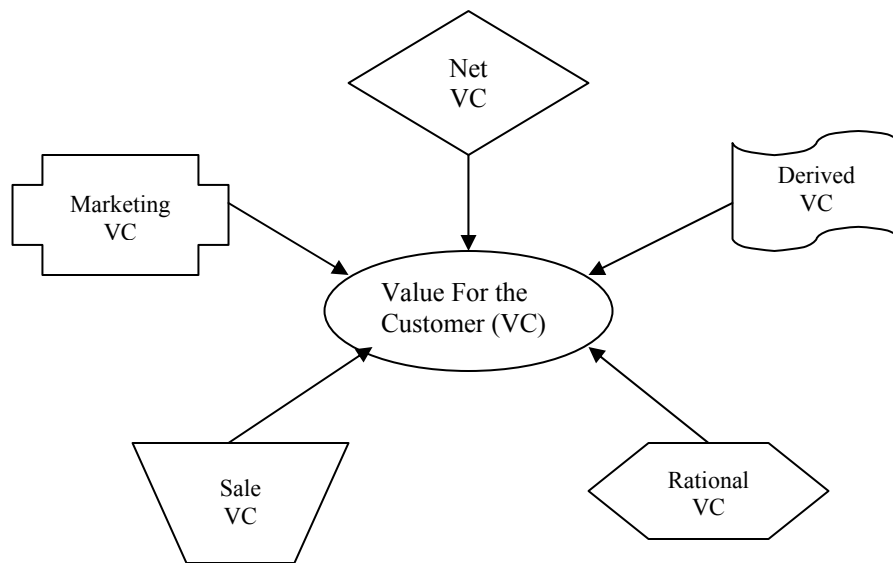 Net
VC
Marketing
VC
Derived
VC
Value For the
Customer (VC)
Sale
VC
Rational
VC